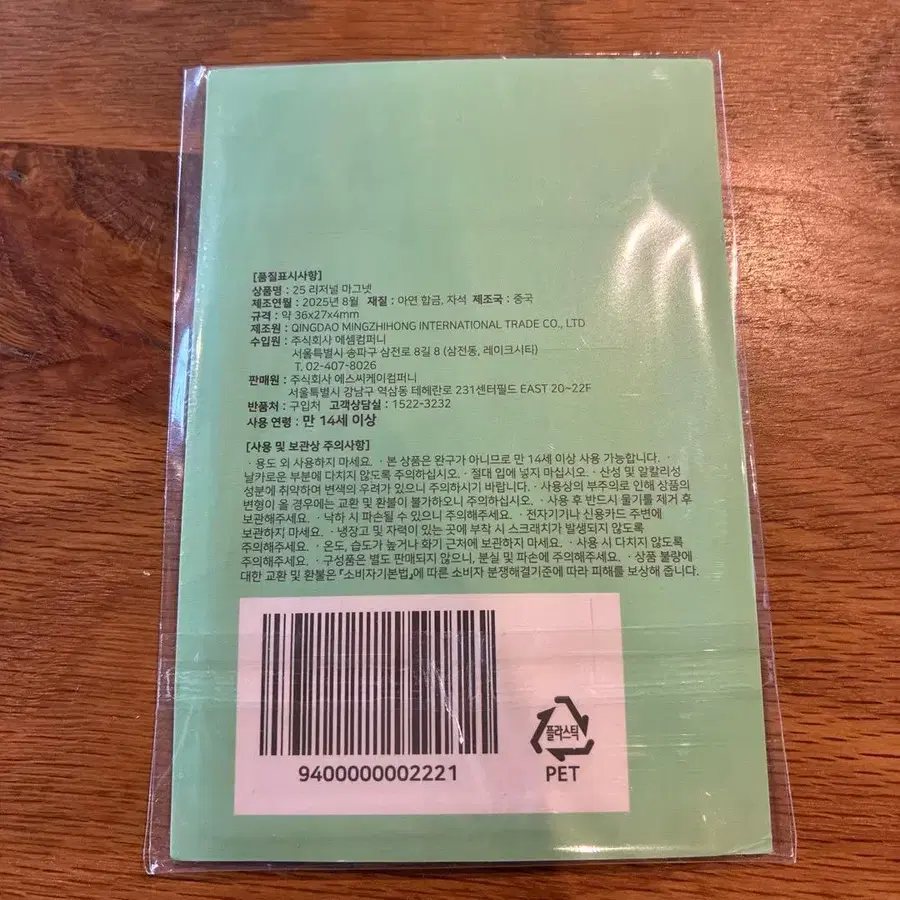 [품질표시사항]
상품명 : 25 리저널 마그넷
제조연월 : 2025년 8월 재질 : 아연 합금, 자석 제조국 : 중국
규격 : 약 36x27x4mm
제조원 : QINGDAO MINGZHIHONG INTERNATIONAL TRADE CO., LTD
수입원 : 주식회사 에셈컴퍼니
서울특별시 송파구 삼전로 8길 8 (삼전동, 레이크시티)
T. 02-407-8026
판매원 : 주식회사 에스씨케이컴퍼니
서울특별시 강남구 역삼동 테헤란로 231센터필드 EAST 20~22F
반품처 : 구입처 고객상담실 : 1522-3232
사용 연령 : 만 14세 이상
[사용 및 보관상 주의사항]
· 용도 외 사용하지 마세요. · 본 상품은 완구가 아니므로 만 14세 이상 사용 가능합니다. ·
날카로운 부분에 다치지 않도록 주의하십시오. · 절대 입에 넣지 마십시오. · 산성 및 알칼리성
성분에 취약하여 변색의 우려가 있으니 주의하시기 바랍니다. · 사용상의 부주의로 인해 상품의
변형이 올 경우에는 교환 및 환불이 불가하오니 주의하십시오. · 사용 후 반드시 물기를 제거 후
보관해주세요. · 낙하 시 파손될 수 있으니 주의해주세요. · 전자기기나 신용카드 주변에
보관하지 마세요. · 냉장고 및 자력이 있는 곳에 부착 시 스크래치가 발생되지 않도록
주의해주세요. · 온도, 습도가 높거나 화기 근처에 보관하지 마세요. · 사용 시 다치지 않도록
주의해주세요. · 구성품은 별도 판매되지 않으니, 분실 및 파손에 주의해주세요. · 상품 불량에
대한 교환 및 환불은 『소비자기본법』에 따른 소비자 분쟁해결기준에 따라 피해를 보상해 줍니다.
9400000002221
플라스틱
PET